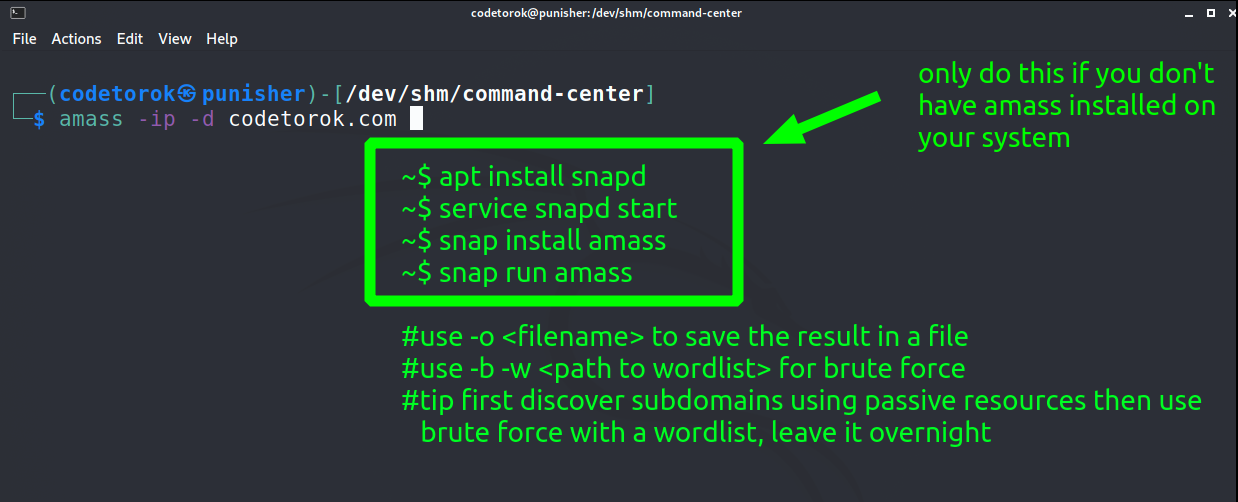 codetorok@punisher:/dev/shm/command-center
File Actions Edit View Help
only do this if you don't
have amass installed on
your system
(codetorok㉿punisher)-[/dev/shm/command-center]
$ amass -ip -d codetorok.com
~$ apt install snapd
~$ service snapd start
~$ snap install amass
~$ snap run amass
#use -o <filename> to save the result in a file
#use -b -w <path to wordlist> for brute force
#tip first discover subdomains using passive resources then use
brute force with a wordlist, leave it overnight